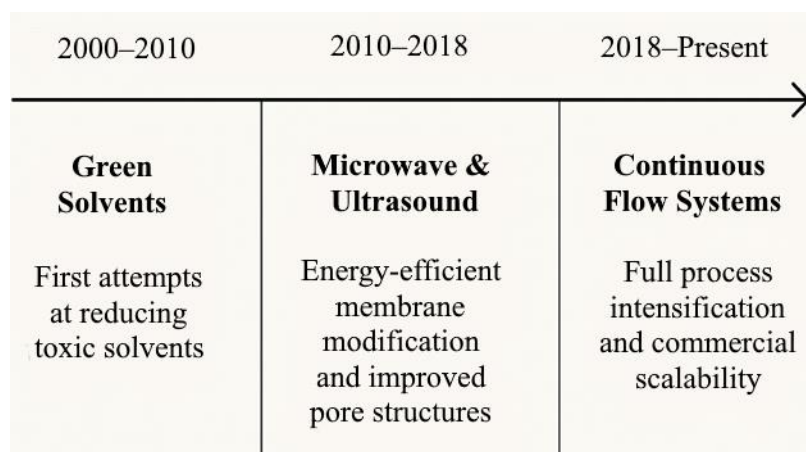 2000–2010
2010–2018
2018–Present
Green
Solvents
First attempts
at reducing
toxic solvents
Microwave &
Ultrasound
Energy-efficient
membrane
modification
and improved
pore structures
Continuous
Flow Systems
Full process
intensification
and commercial
scalability